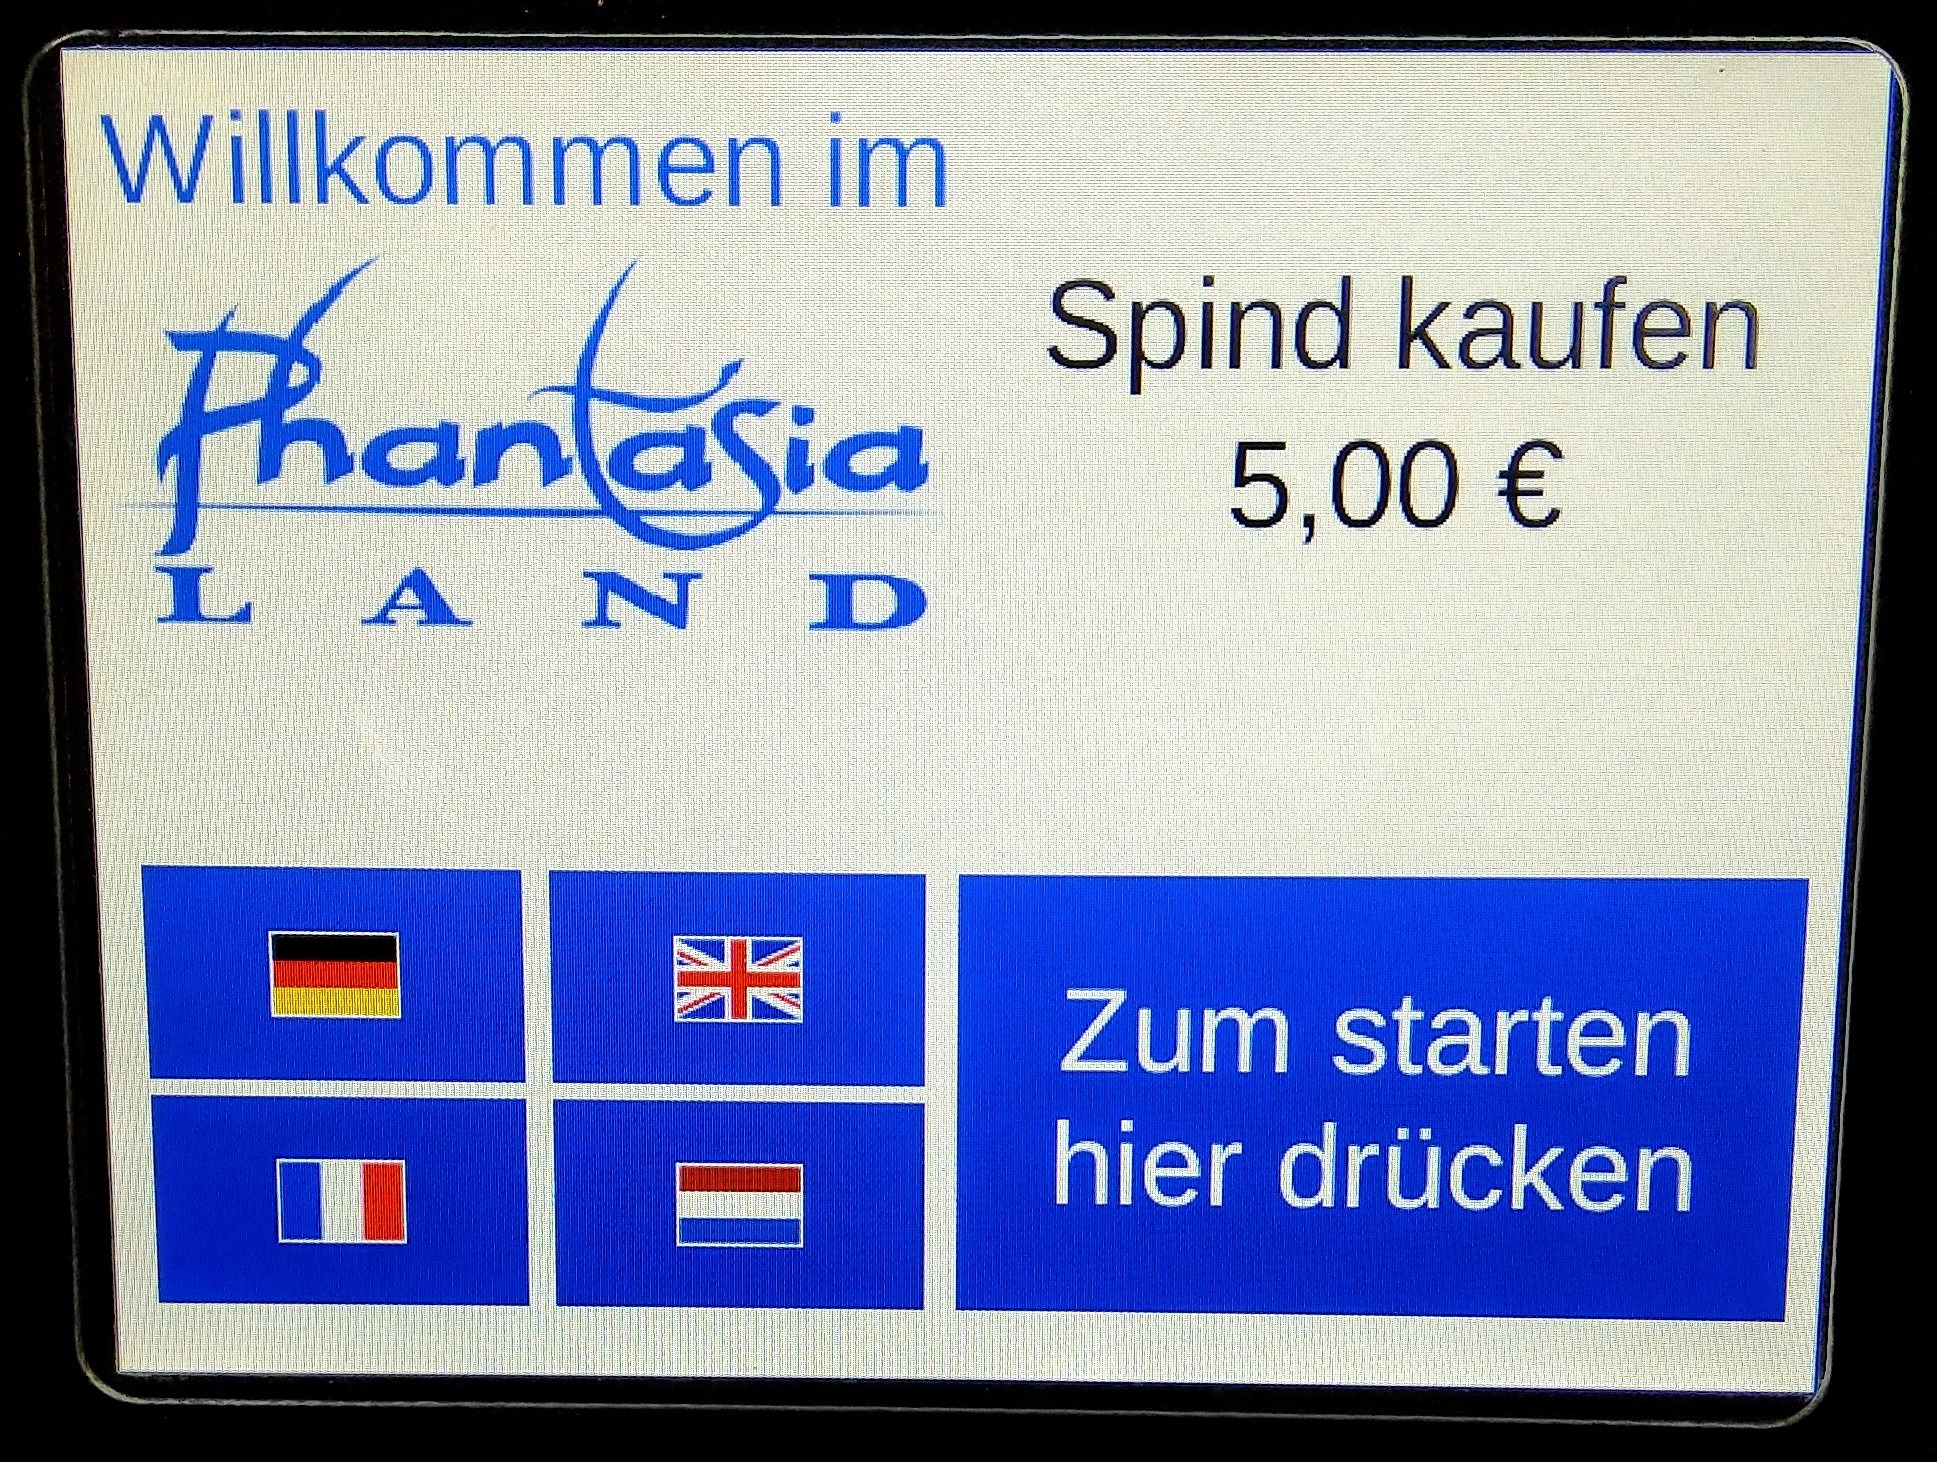 Willkommen im
Phantasia
LAND
Spind kaufen
5,00 €
Zum starten
hier drücken